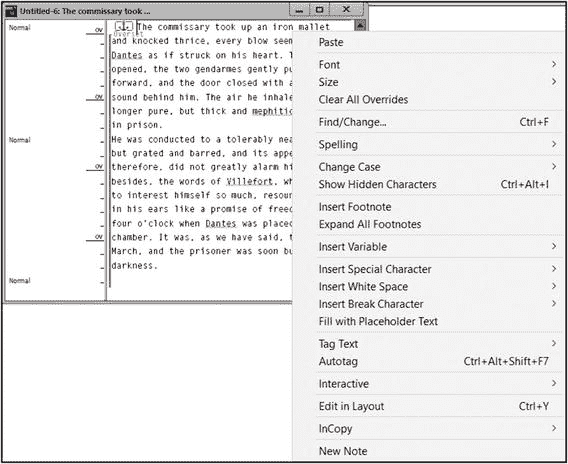 Untitled-6: The commissary took ...
Normal
OV
The commissary took up an iron mallet
Overset
and knocked thrice, every blow seem
Dantes as if struck on his heart. T
opened, the two gendarmes gently pu
forward, and the door closed with a
OV
sound behind him. The air he inhale
longer pure, but thick and mephitic
in prison.
Normal
He was conducted to a tolerably nea
but grated and barred, and its appe
OV
therefore, did not greatly alarm hi
besides, the words of Villefort, wh
to interest himself so much, resoun
in his ears like a promise of freed
four o'clock when Dantes was placed
OV
chamber. It was, as we have said, t
March, and the prisoner was soon bu
darkness.
Normal
Paste
Font
Size
Clear All Overrides
Find/Change... Ctrl+F
Spelling
Change Case
Show Hidden Characters Ctrl+Alt+I
Insert Footnote
Expand All Footnotes
Insert Variable
Insert Special Character
Insert White Space
Insert Break Character
Fill with Placeholder Text
Tag Text
Autotag Ctrl+Alt+Shift+F7
Interactive
Edit in Layout Ctrl+Y
InCopy
New Note